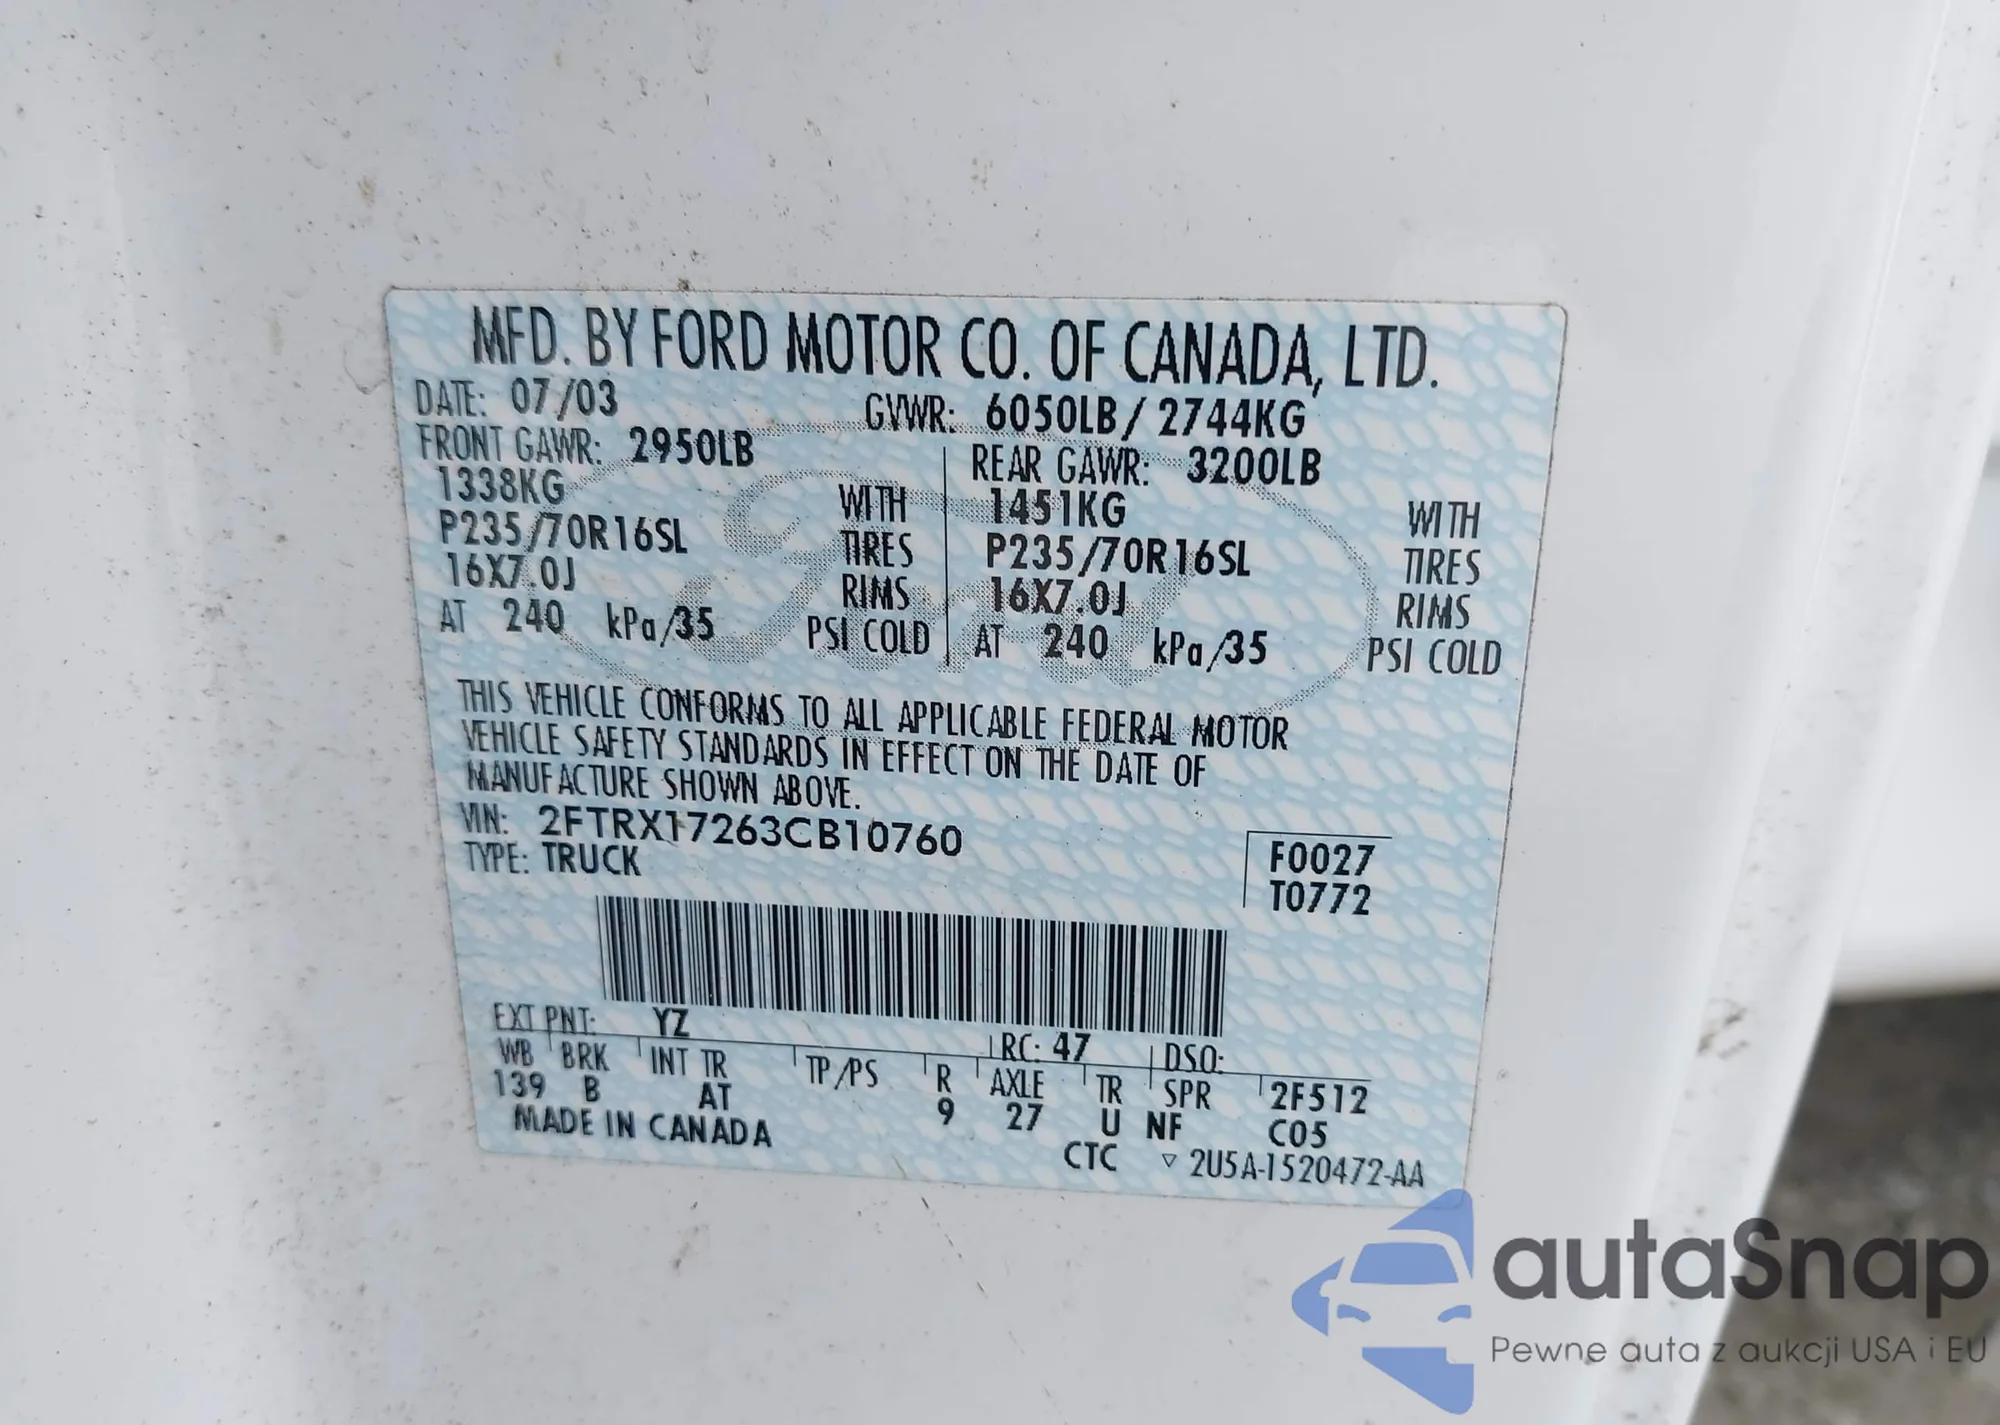 MFD. BY FORD MOTOR CO. OF CANADA, LTD.
DATE: 07/03 GVWR: 6050LB/ 2744KG
FRONT GAWR: 2950LB REAR GAWR: 3200LB
1338KG WITH 1451KG WITH
P235/70R16SL TIRES P235/70R16SL TIRES
16X7.0J RIMS 16X7.0J RIMS
AT 240 kPa/35 PSI COLD AT 240 kPa/35 PSI COLD
Ford
THIS VEHICLE CONFORMS TO ALL APPLICABLE FEDERAL MOTOR
VEHICLE SAFETY STANDARDS IN EFFECT ON THE DATE OF
MANUFACTURE SHOWN ABOVE.
VIN: 2FTRX17263CB10760
TYPE: TRUCK
F0027
T0772
EXT PNT: YZ RC: 47 DSO:
WB BRK INT TR TP/PS R AXLE TR SPR 2F512
139 B AT 9 27 U NF C05
MADE IN CANADA
CTC ▽ 2U5A-1520472-AA
autaSnap
Pewne auta z aukcji USA i EU